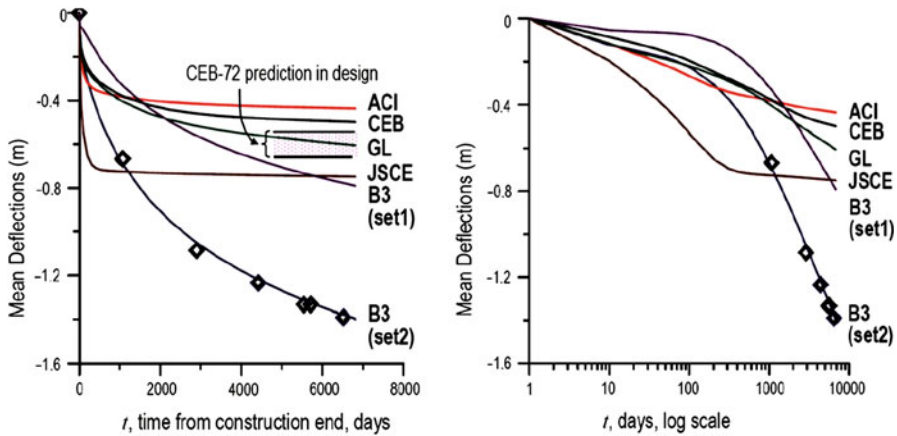 0
−0.4
−0.8
−1.2
−1.6
Mean Deflections (m)
0
2000
4000
6000
8000
t, time from construction end, days
CEB-72 prediction in design
ACI
CEB
GL
JSCE
B3
(set1)
B3
(set2)
0
−0.4
−0.8
−1.2
−1.6
Mean Deflections (m)
1
10
100
1000
10000
t, days, log scale
ACI
CEB
GL
JSCE
B3
(set1)
B3
(set2)